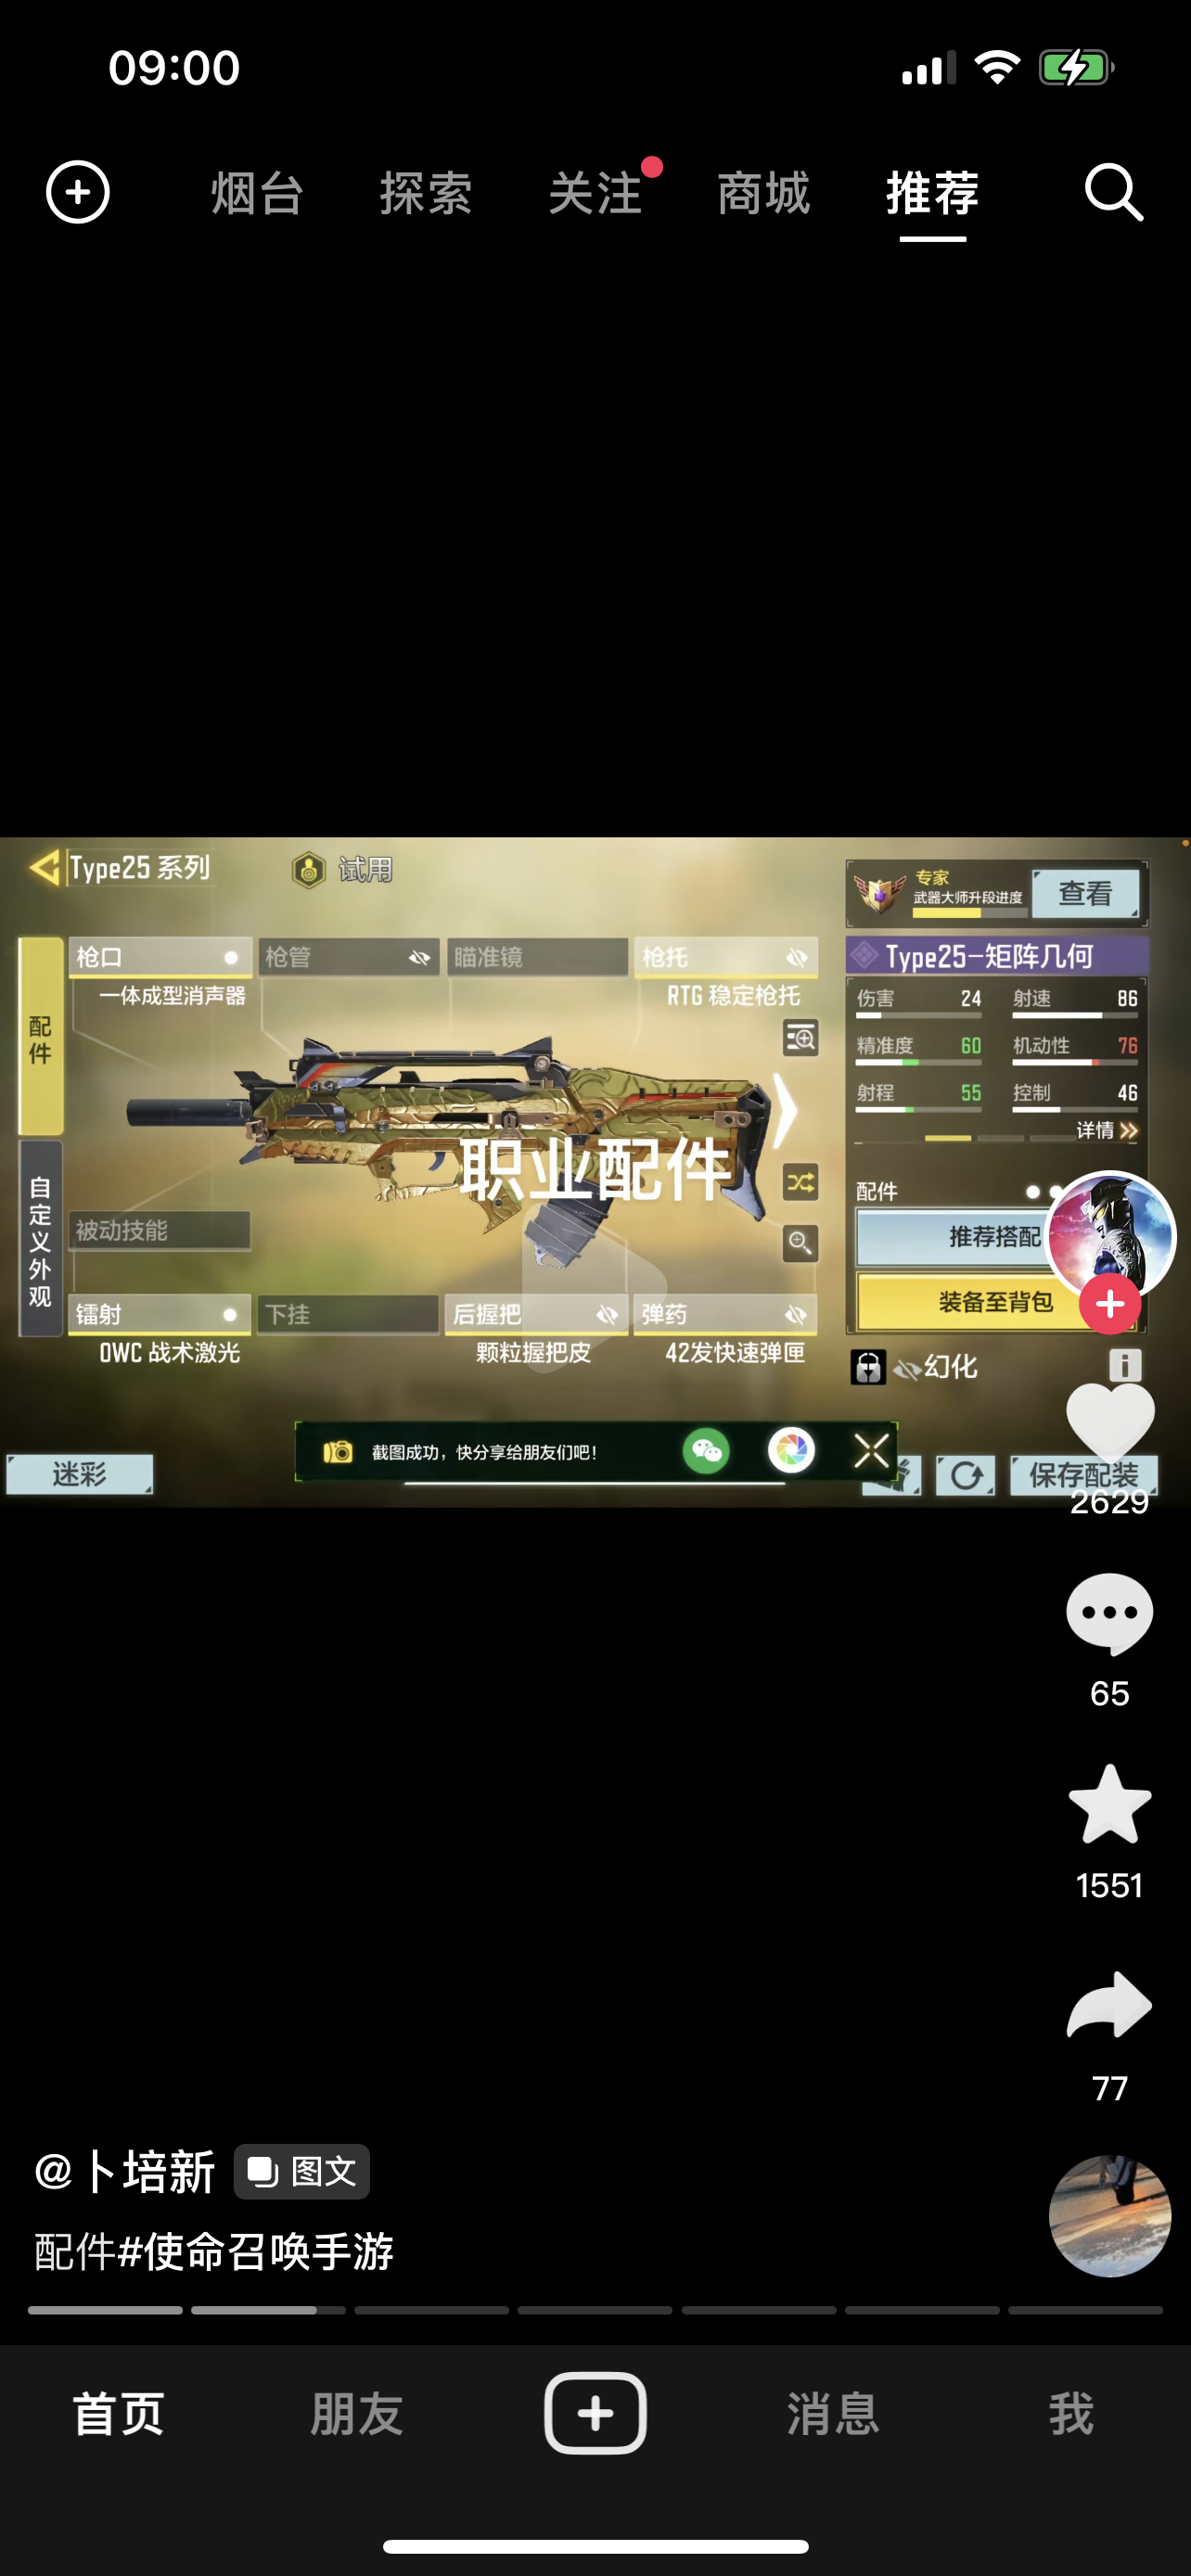 09:00
烟台 探索 关注 商城 推荐
Type25 系列 试用
专家
武器大师升段进度
查看
枪口 枪管 瞄准镜 枪托
一体成型消声器 RTG 稳定枪托
Type25-矩阵几何
伤害 24 射速 86
精准度 60 机动性 76
射程 55 控制 46
详情
配件
自定义外观
职业配件
配件
推荐搭配
装备至背包
被动技能
镭射 下挂 后握把 弹药
OWC 战术激光 颗粒握把皮 42发快速弹匣
幻化
截图成功，快分享给朋友们吧！
迷彩
保存配装
2629
65
1551
77
@卜培新 图文
配件#使命召唤手游
首页 朋友 消息 我